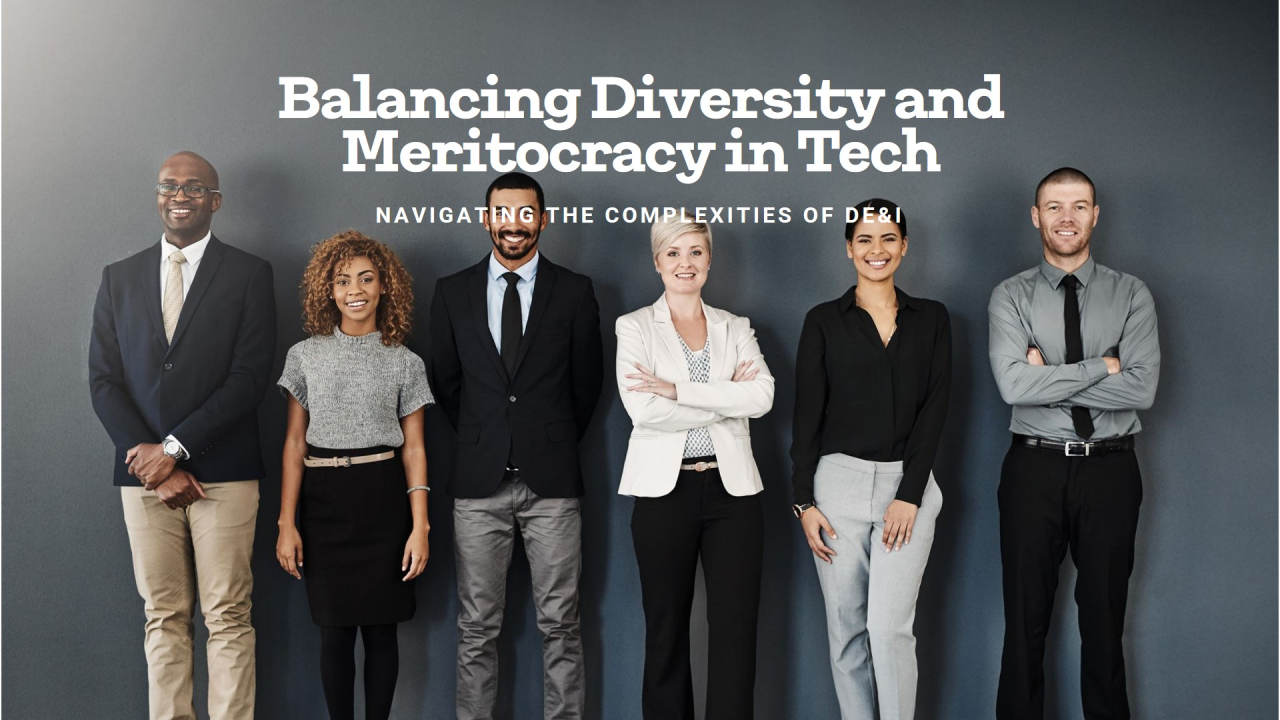 Balancing Diversity and
Meritocracy in Tech
NAVIGATING THE COMPLEXITIES OF DE&I